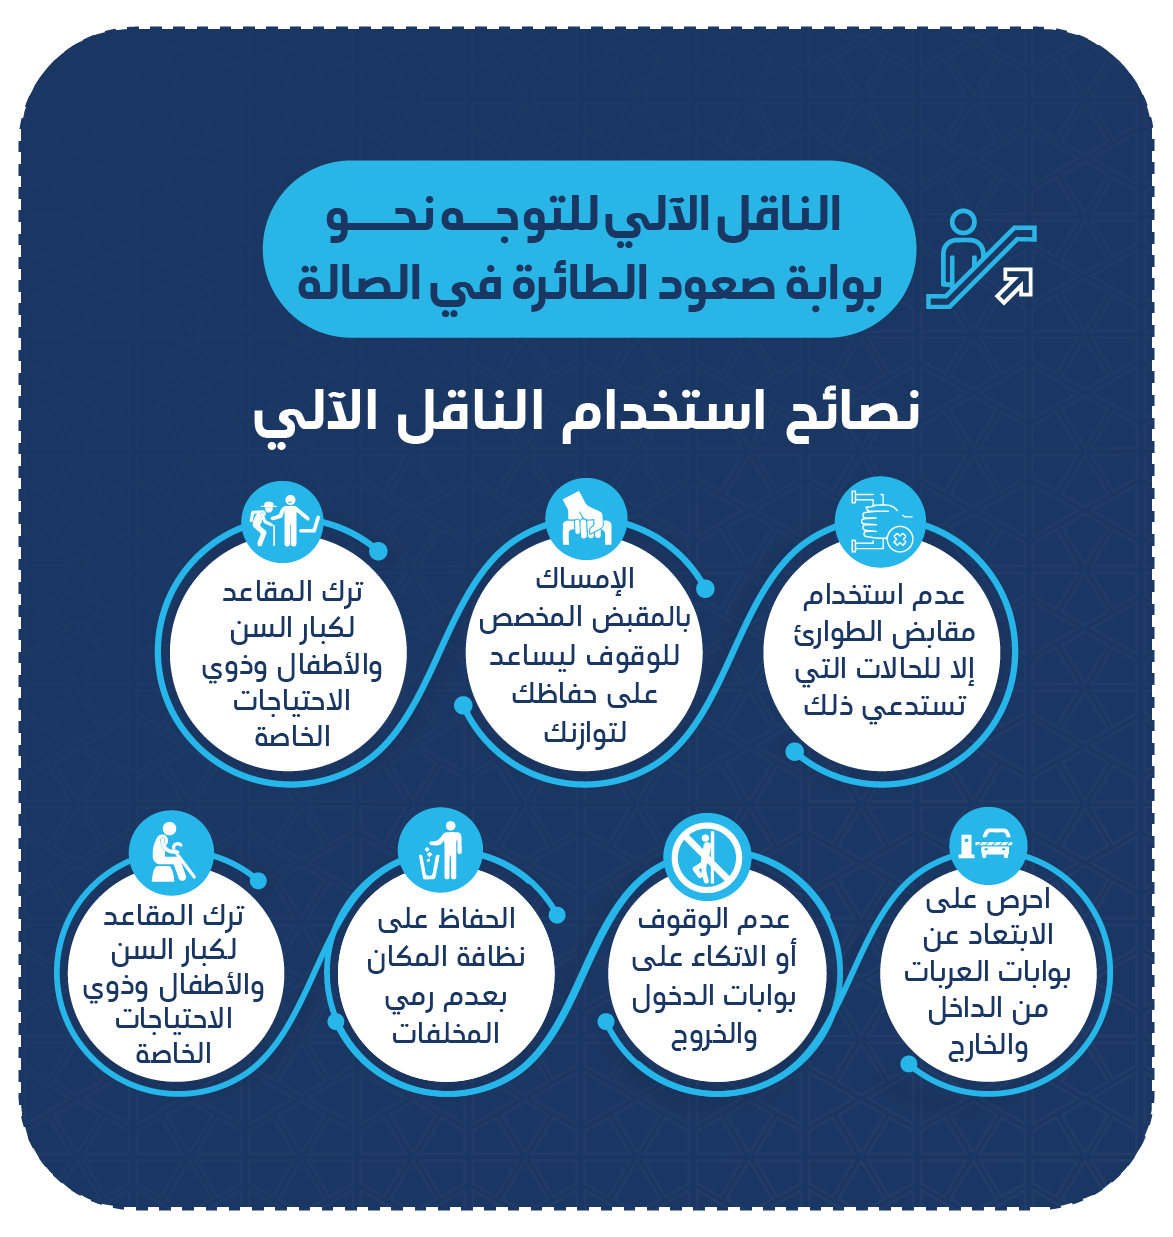 الناقل الآلي للتوجه نحو
بوابة صعود الطائرة في الصالة
نصائح استخدام الناقل الآلي
عدم استخدام
مقابض الطوارئ
إلا للحالات التي
تستدعي ذلك
الإمساك
بالمقبض المخصص
للوقوف ليساعد
على حفاظك
لتوازنك
ترك المقاعد
لكبار السن
والأطفال وذوي
الاحتياجات
الخاصة
احرص على
الابتعاد عن
بوابات العربات
من الداخل
والخارج
عدم الوقوف
أو الاتكاء على
بوابات الدخول
والخروج
الحفاظ على
نظافة المكان
بعدم رمي
المخلفات
ترك المقاعد
لكبار السن
والأطفال وذوي
الاحتياجات
الخاصة